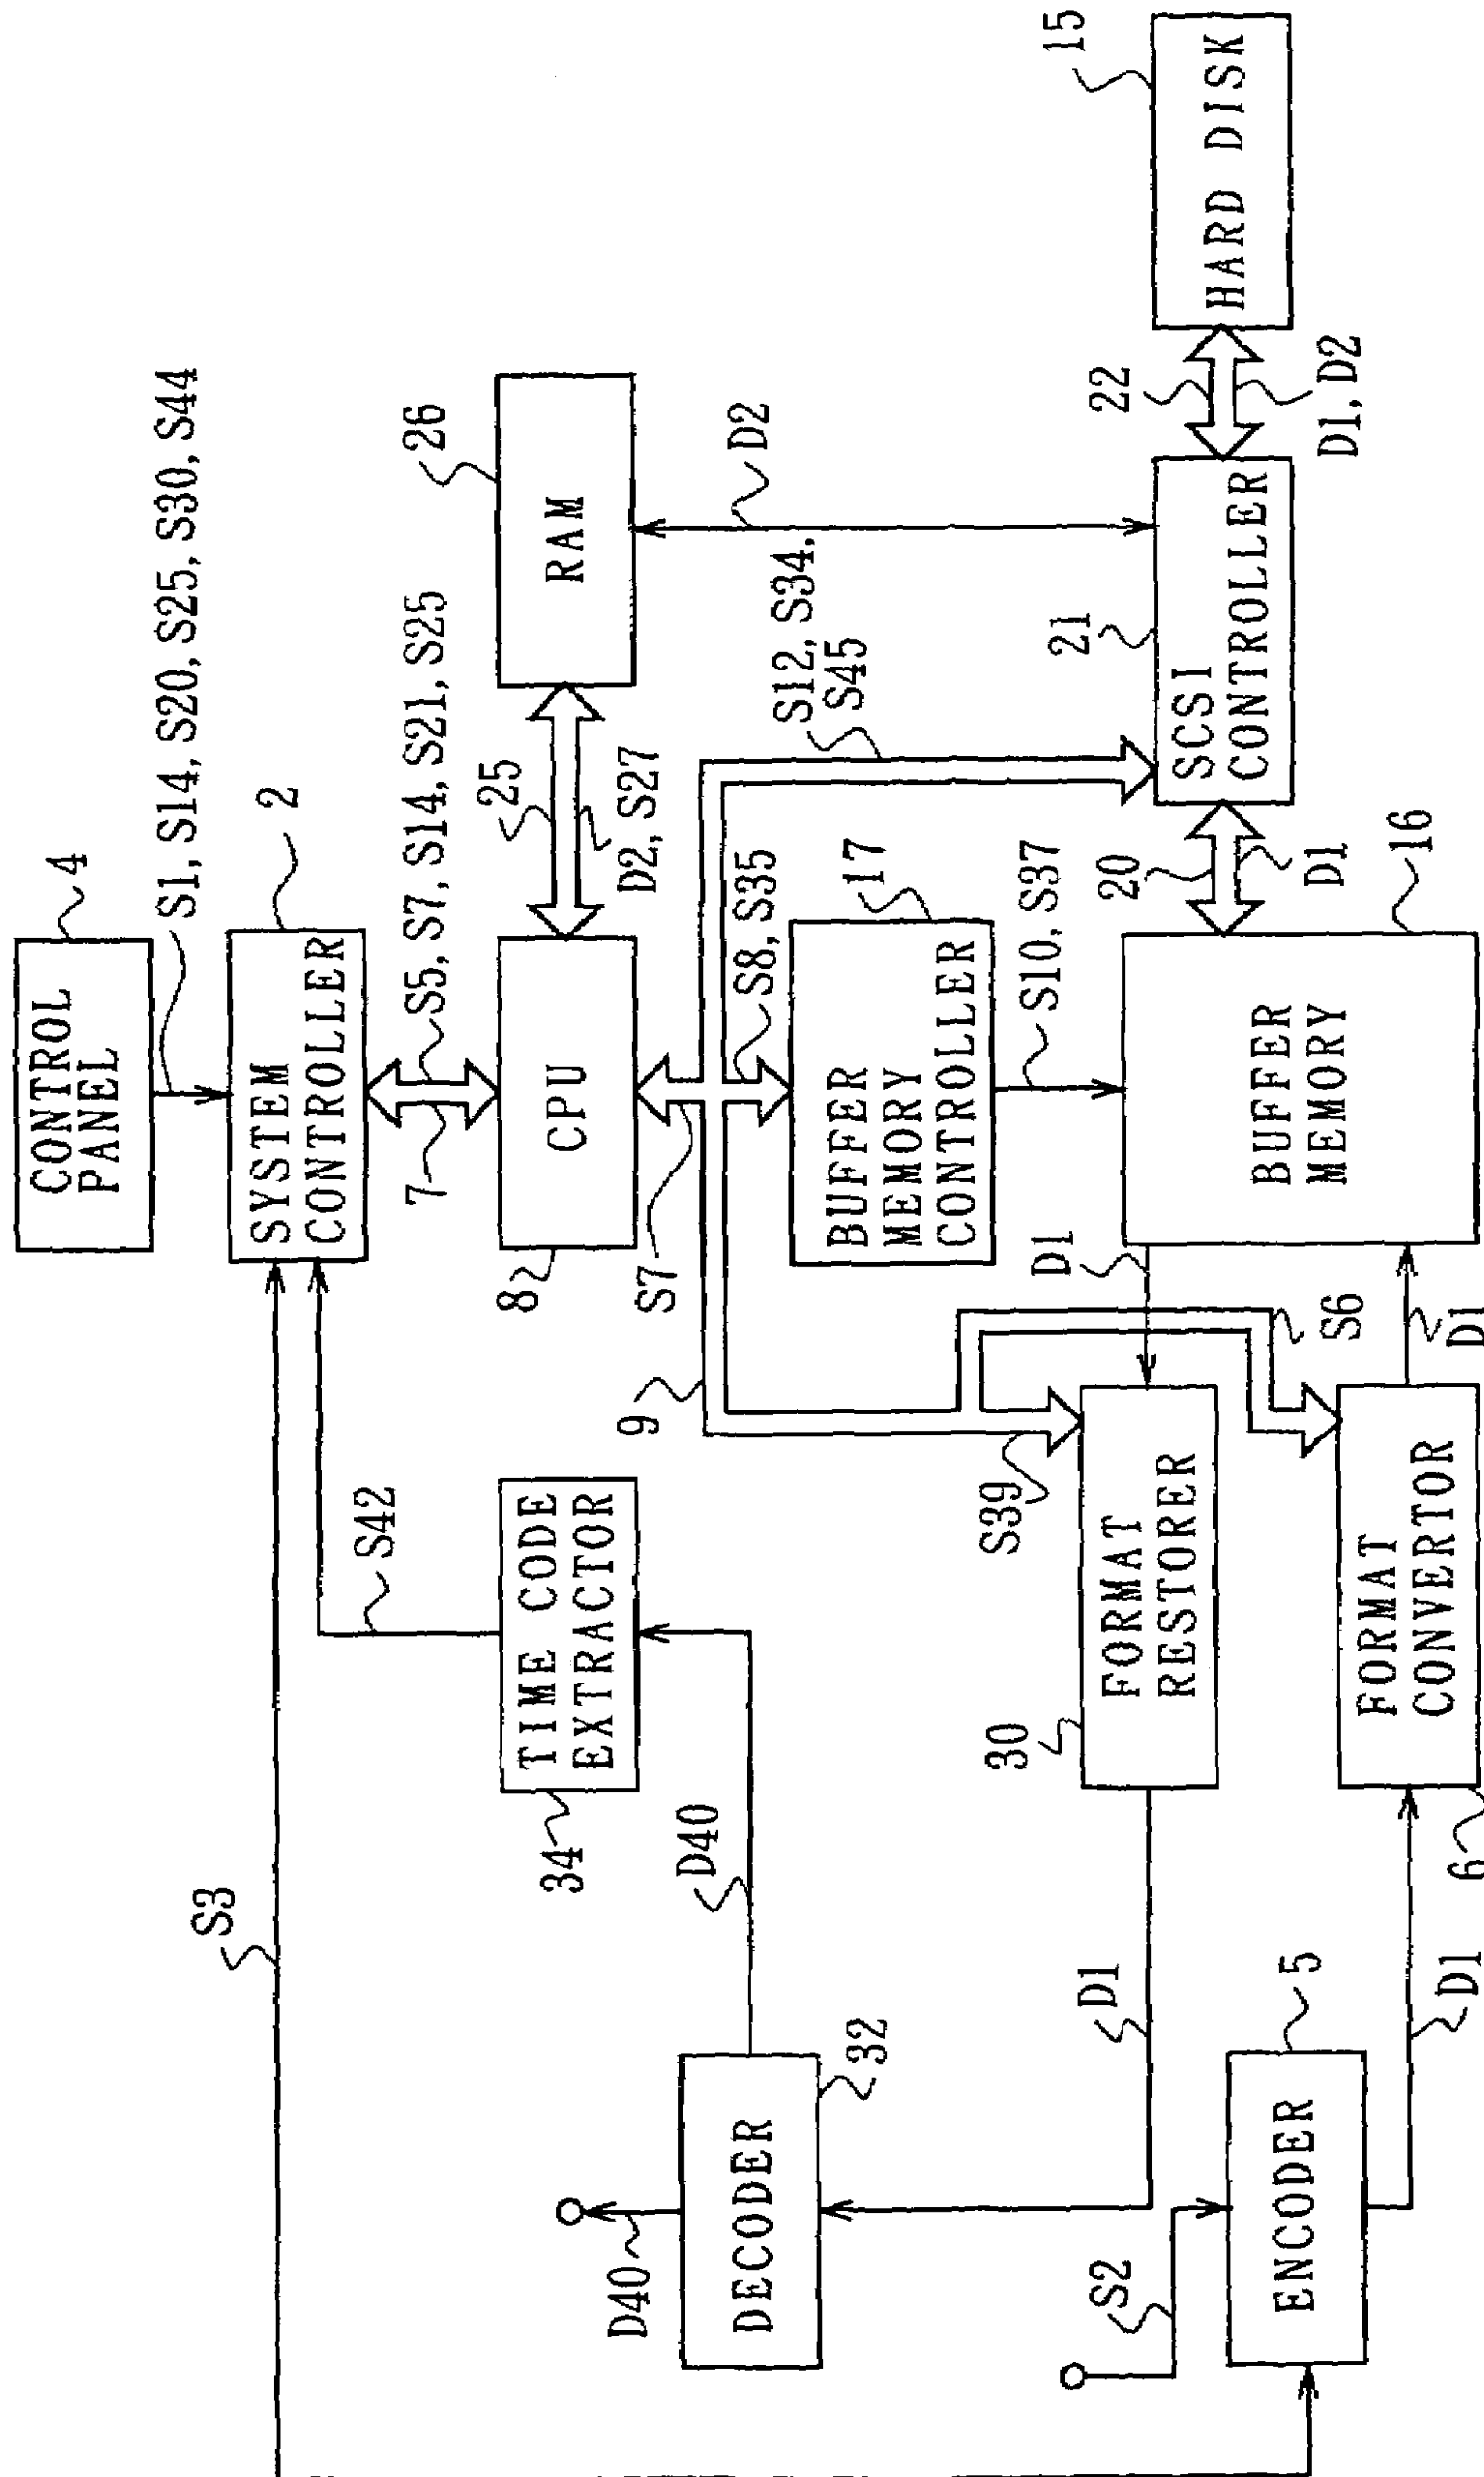 4
CONTROL
PANEL
S1, S14, S20, S25, S30, S44
2
SYSTEM
CONTROLLER
S3
S42
7
S5, S7, S14, S21, S25
8
CPU
25
D2, S27
26
RAM
34
TIME CODE
EXTRACTOR
D40
D40
DECODER
32
S7
9
S8, S35
17
BUFFER
MEMORY
CONTROLLER
S12, S34,
S45
D2
S10, S37
S39
30
FORMAT
RESTORER
D1
D1
S6
BUFFER
MEMORY
16
20
D1
21
SCSI
CONTROLLER
22
D1, D2
15
HARD DISK
S2
5
ENCODER
D1
6
FORMAT
CONVERTOR
D1